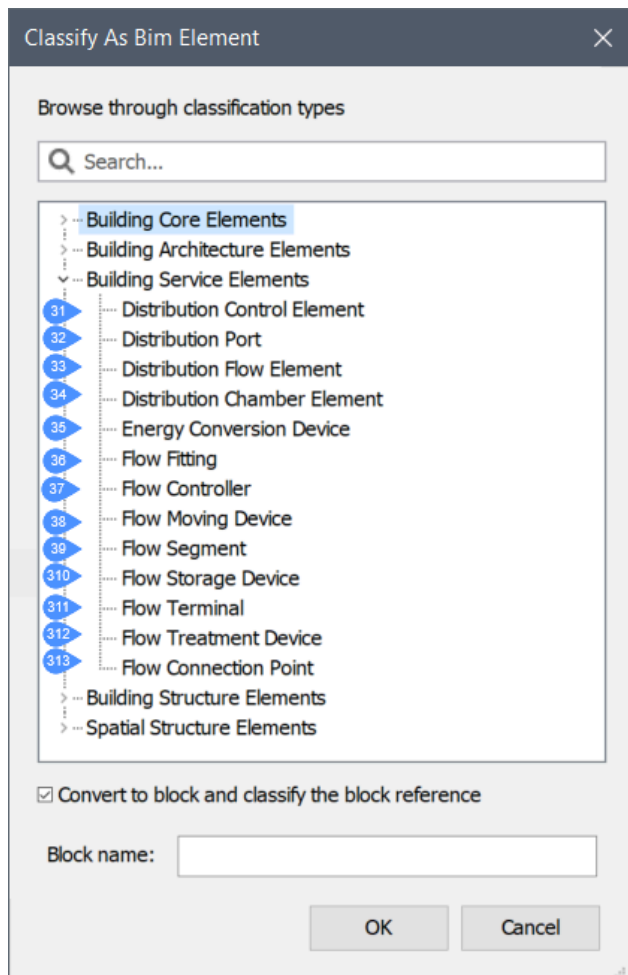 Classify As Bim Element
Browse through classification types
Search...
Building Core Elements
Building Architecture Elements
Building Service Elements
31 Distribution Control Element
32 Distribution Port
33 Distribution Flow Element
34 Distribution Chamber Element
35 Energy Conversion Device
36 Flow Fitting
37 Flow Controller
38 Flow Moving Device
39 Flow Segment
310 Flow Storage Device
311 Flow Terminal
312 Flow Treatment Device
313 Flow Connection Point
Building Structure Elements
Spatial Structure Elements
Convert to block and classify the block reference
Block name:
OK Cancel